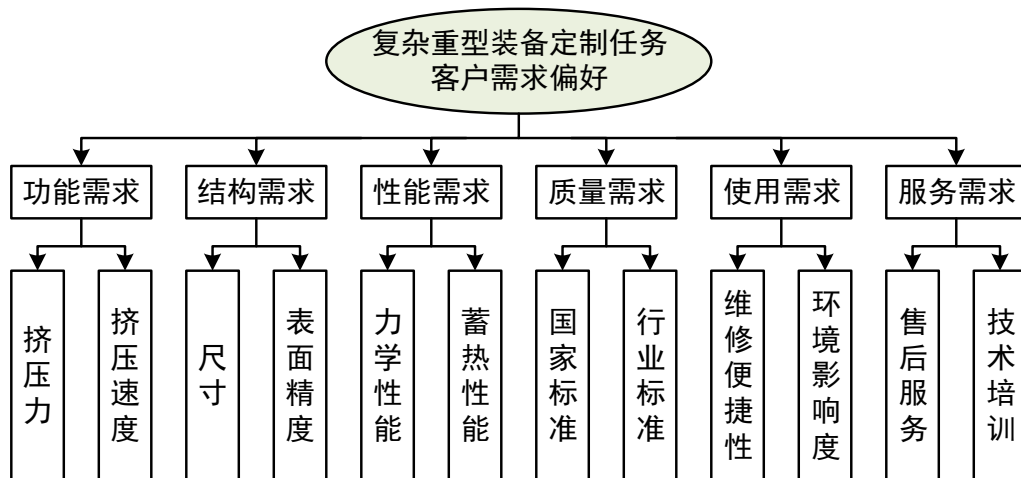 复杂重型装备定制任务
客户需求偏好
功能需求
结构需求
性能需求
质量需求
使用需求
服务需求
挤压力
挤压速度
尺寸
表面精度
力学性能
蓄热性能
国家标准
行业标准
维修便捷性
环境影响度
售后服务
技术培训